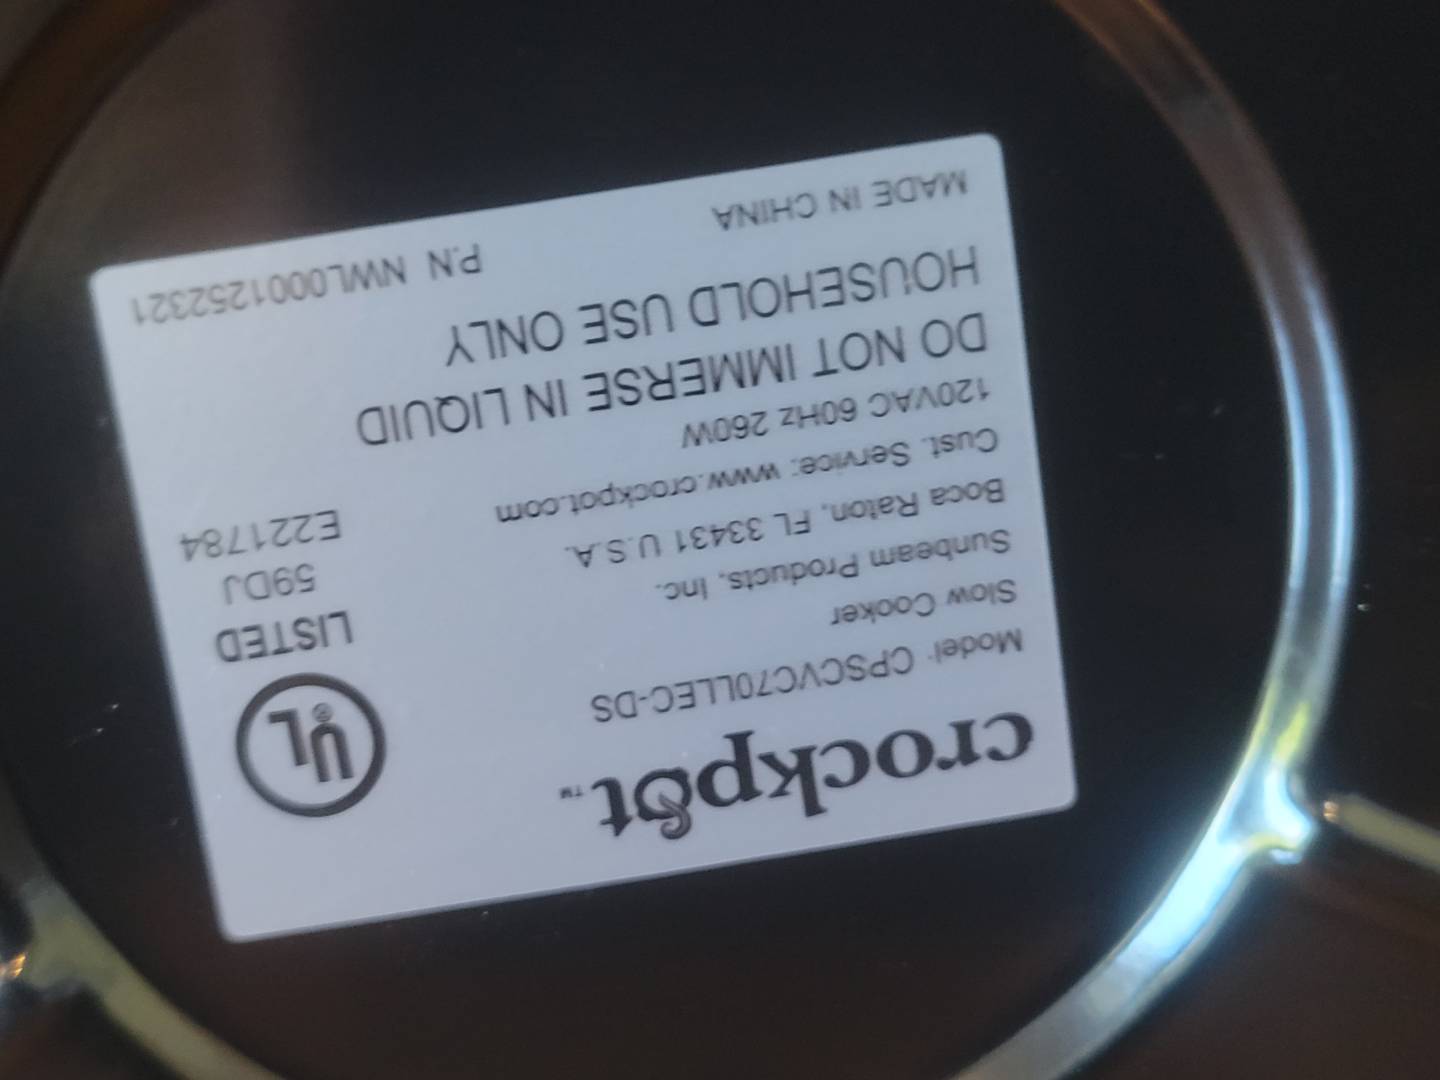 crockpot™
Model: CPSCVC70LLEC-DS
Slow Cooker
Sunbeam Products, Inc.
Boca Raton, FL 33431 U.S.A.
Cust. Service: www.crockpot.com
120VAC 60Hz 260W
DO NOT IMMERSE IN LIQUID
HOUSEHOLD USE ONLY
MADE IN CHINA
P.N. NWL0001252321
UL®
LISTED
59DJ
E221784